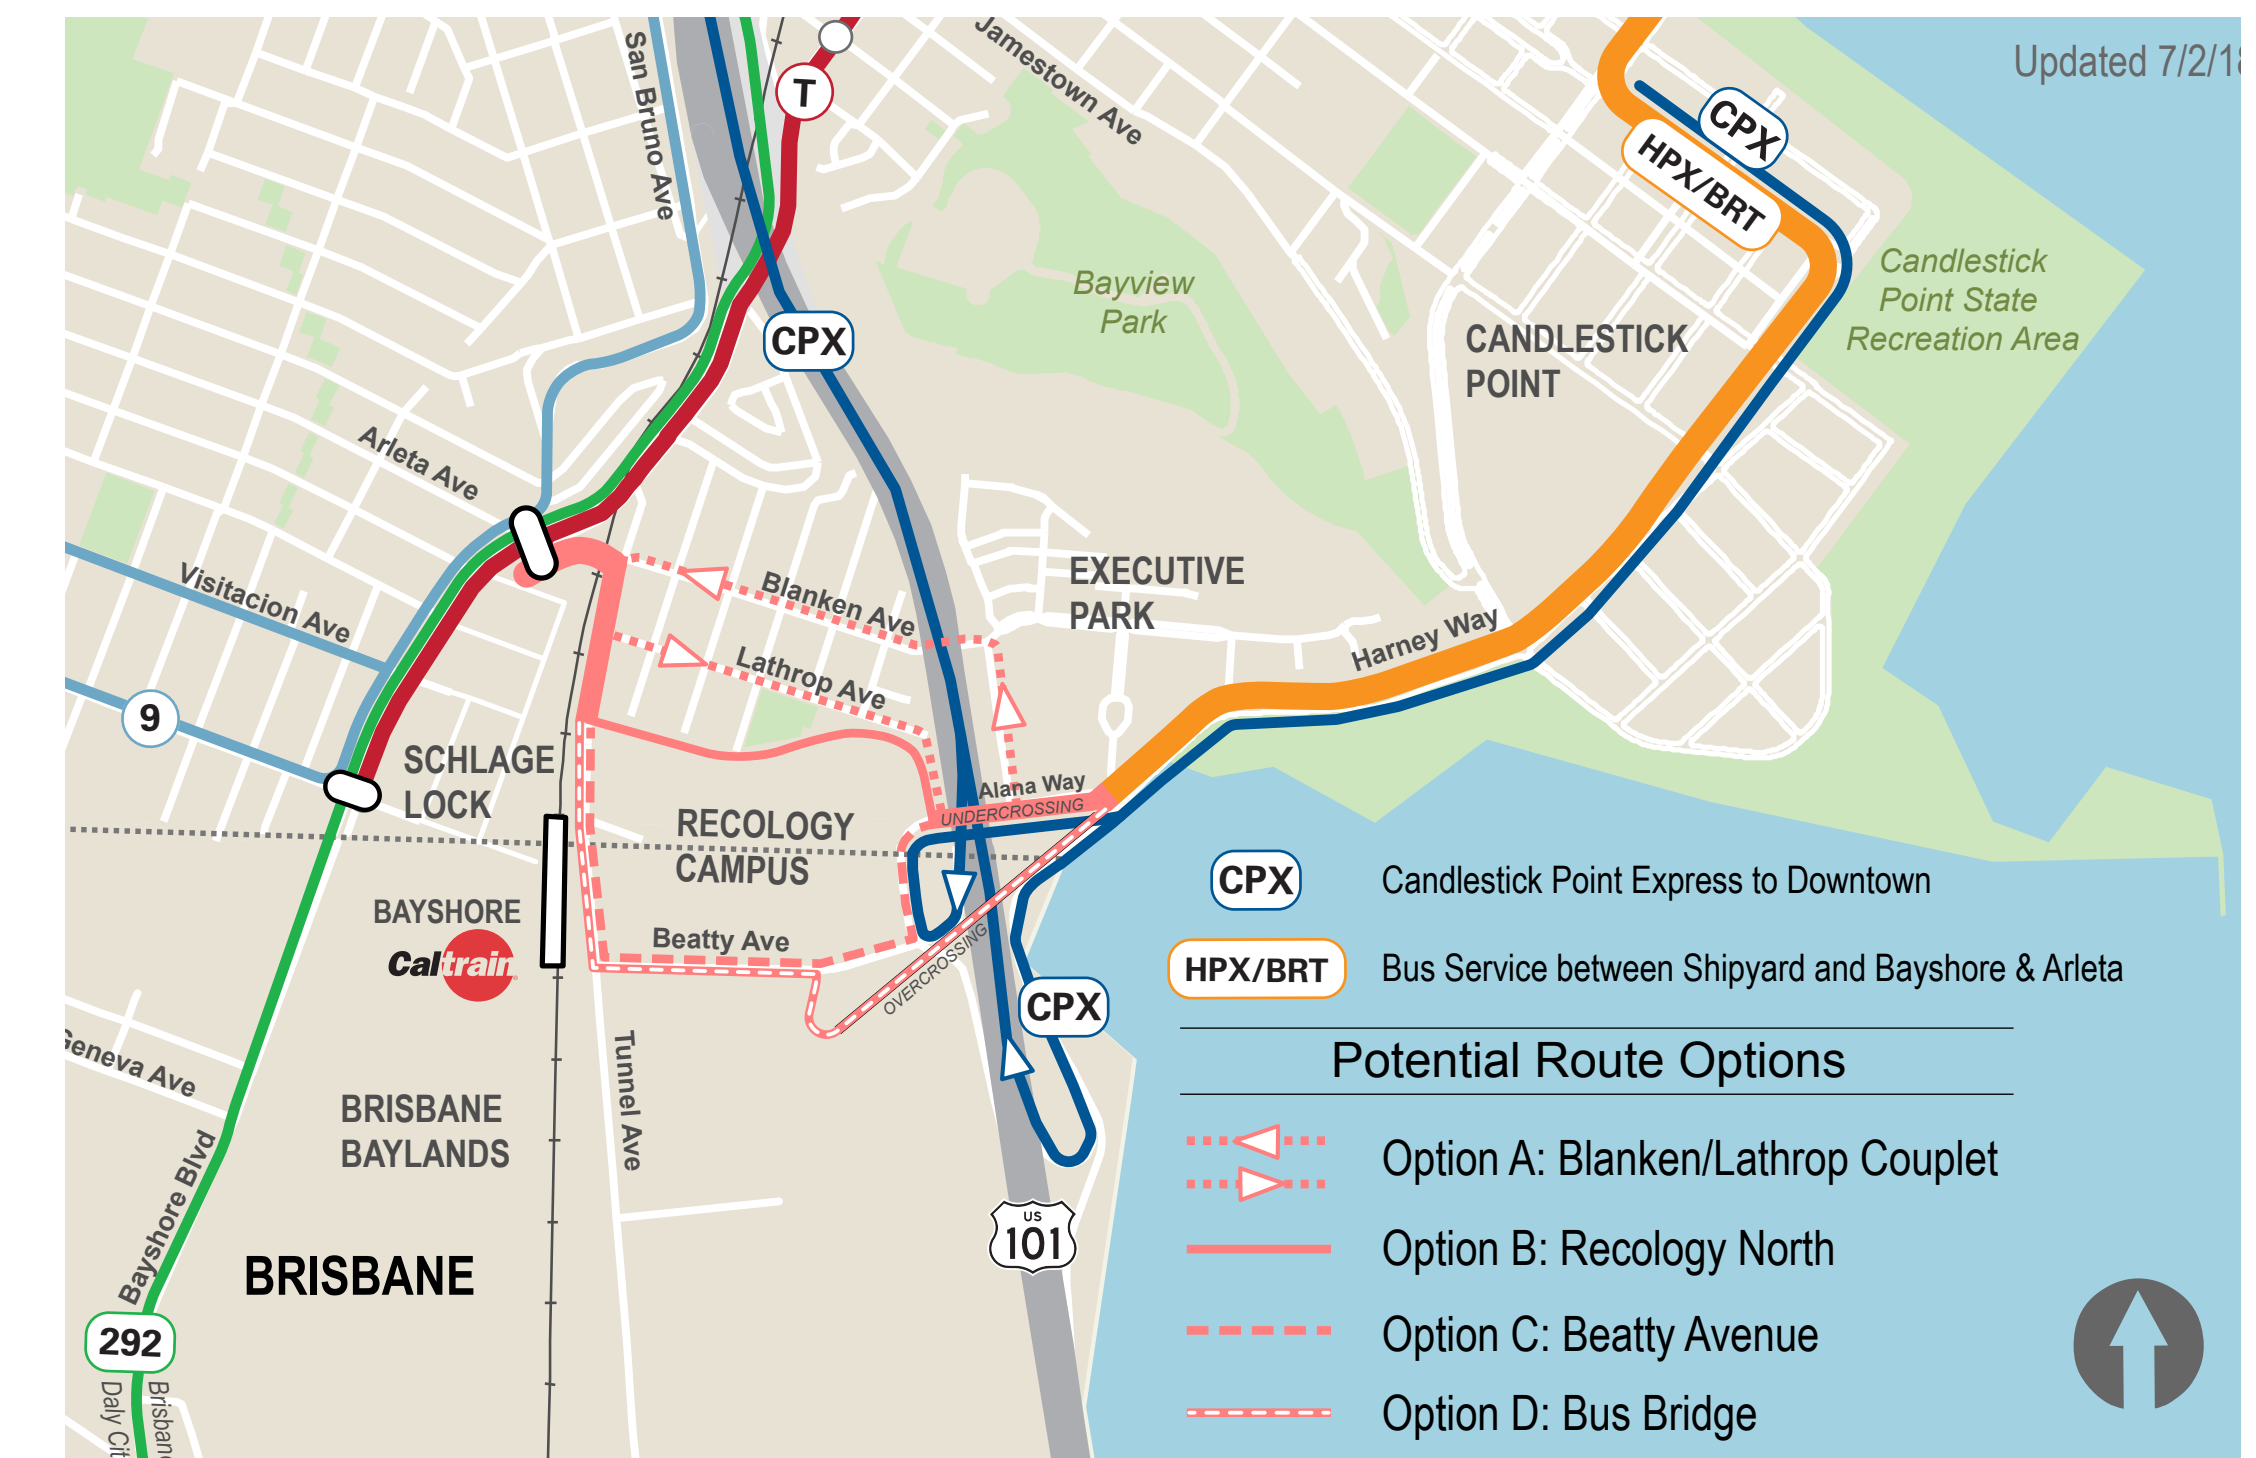 Updated 7/2/18
San Bruno Ave
T
Jamestown Ave
CPX
HPX/BRT
Bayview
Park
Candlestick
Point State
Recreation Area
CANDLESTICK
POINT
CPX
Arleta Ave
Visitacion Ave
Blanken Ave
EXECUTIVE
PARK
Lathrop Ave
Harney Way
9
SCHLAGE
LOCK
Alana Way
UNDERCROSSING
RECOLOGY
CAMPUS
BAYSHORE
Caltrain
Beatty Ave
OVERCROSSING
CPX
Geneva Ave
Tunnel Ave
BRISBANE
BAYLANDS
Bayshore Blvd
US
101
BRISBANE
292
Daly Cit
Brisbane
CPX Candlestick Point Express to Downtown
HPX/BRT Bus Service between Shipyard and Bayshore & Arleta
Potential Route Options
Option A: Blanken/Lathrop Couplet
Option B: Recology North
Option C: Beatty Avenue
Option D: Bus Bridge